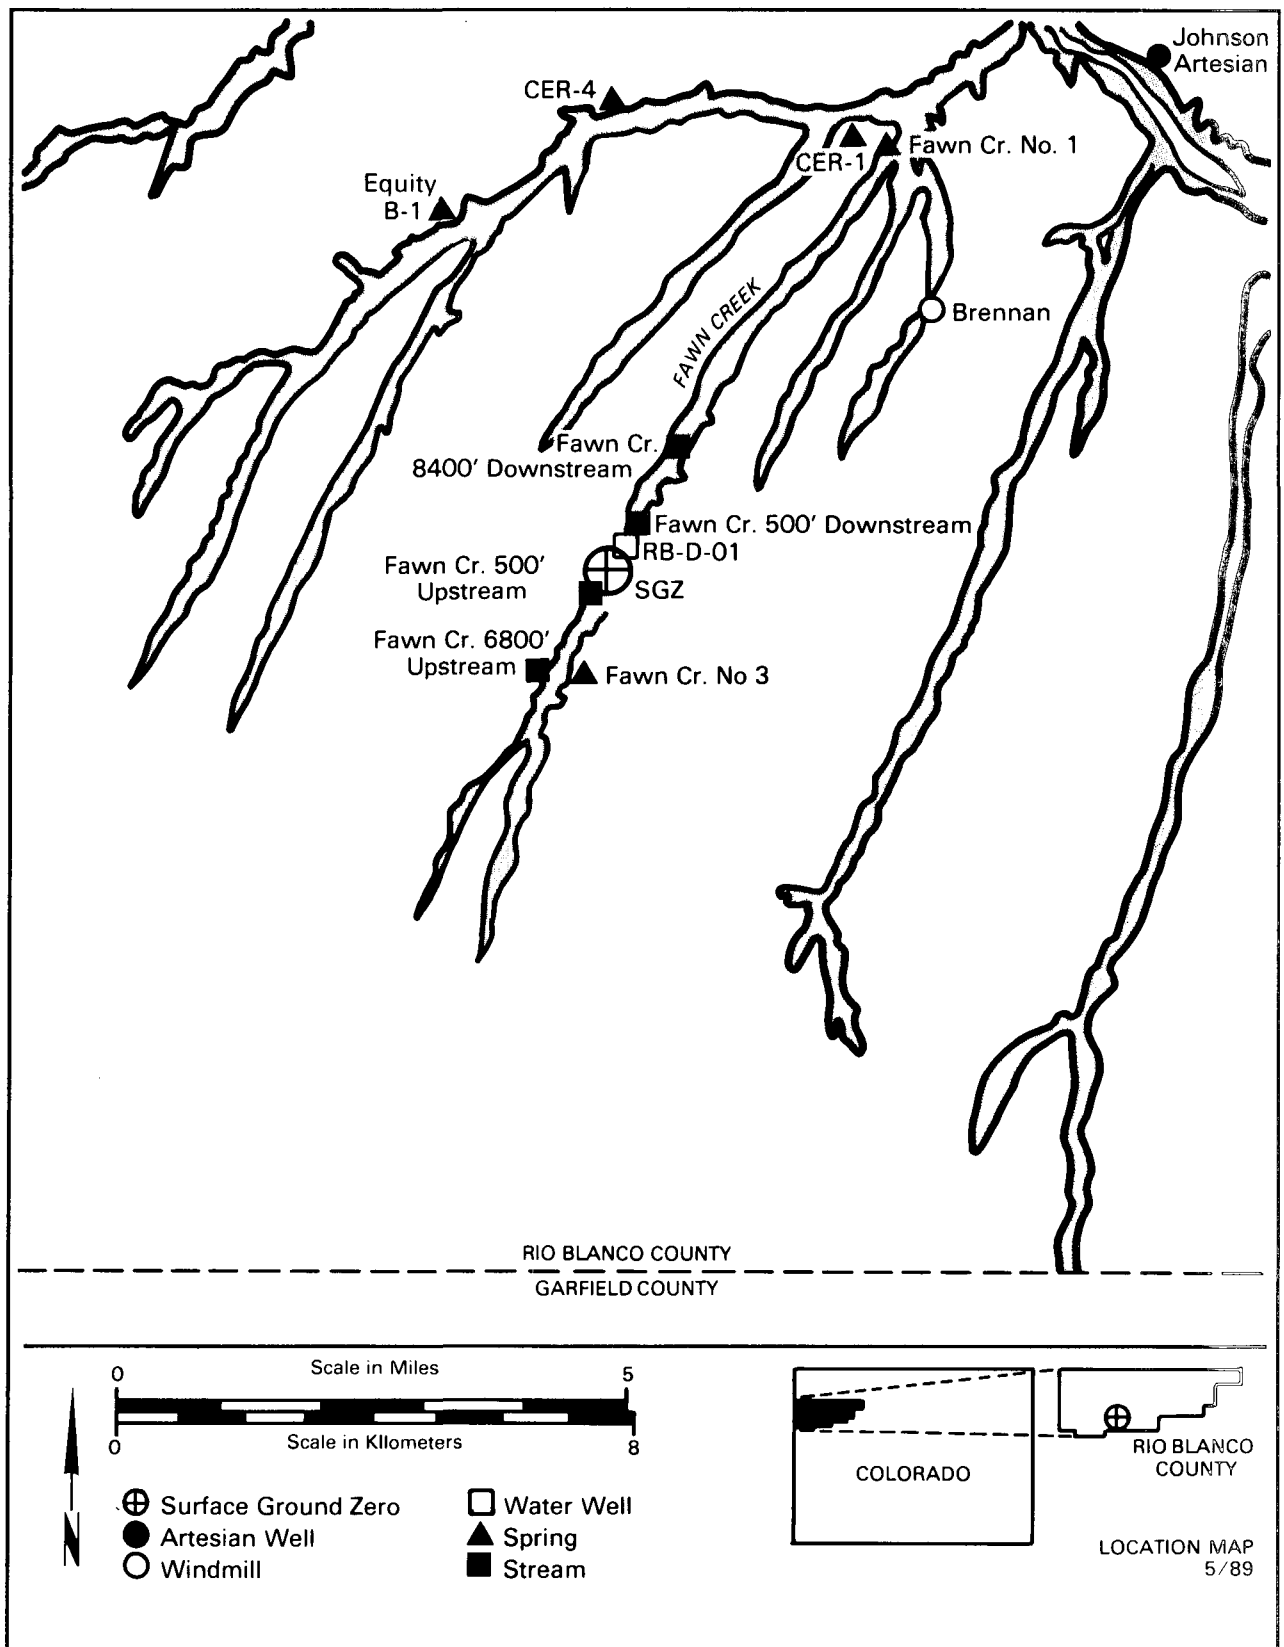 Johnson
Artesian
CER-4
CER-1
Fawn Cr. No. 1
Equity
B-1
FAWN CREEK
Brennan
Fawn Cr.
8400' Downstream
Fawn Cr. 500' Downstream
RB-D-01
Fawn Cr. 500'
Upstream
SGZ
Fawn Cr. 6800'
Upstream
Fawn Cr. No 3
RIO BLANCO COUNTY
GARFIELD COUNTY
0 Scale in Miles 5
0 Scale in KIlometers 8
N
Surface Ground Zero
Artesian Well
Windmill
Water Well
Spring
Stream
COLORADO
RIO BLANCO
COUNTY
LOCATION MAP
5/89